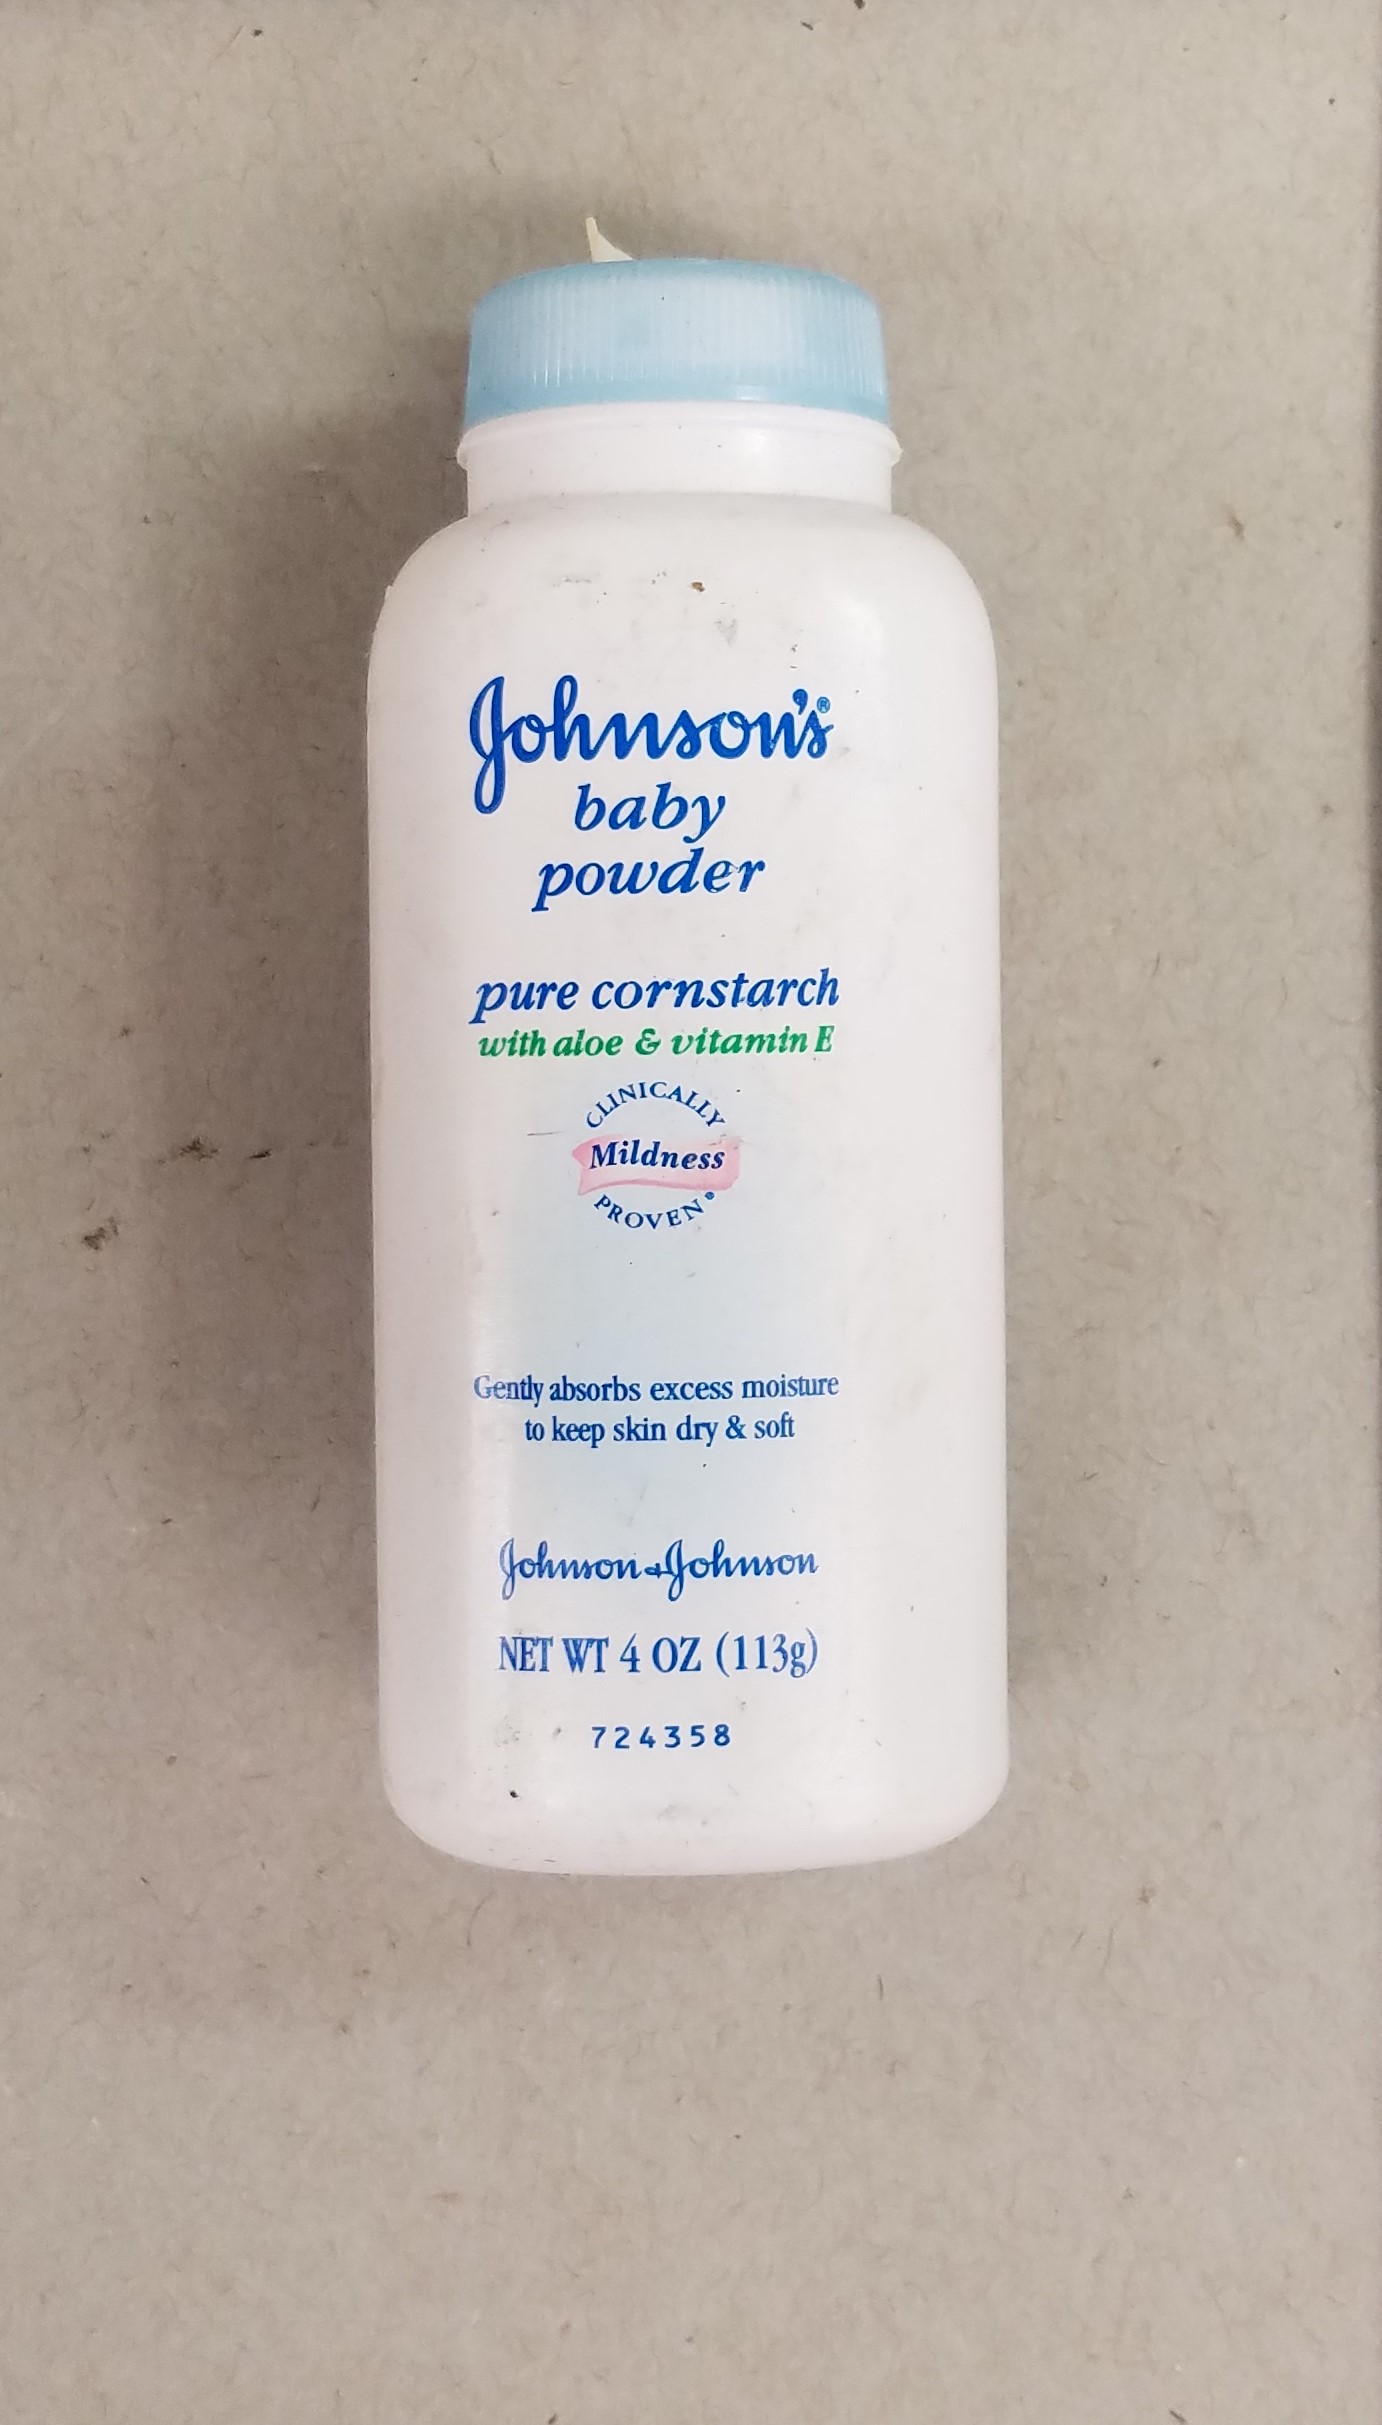 Johnson's®
baby
powder
pure cornstarch
with aloe & vitamin E
CLINICALLY
Mildness
PROVEN®
Gently absorbs excess moisture
to keep skin dry & soft
Johnson & Johnson
NET WT 4 OZ (113g)
724358